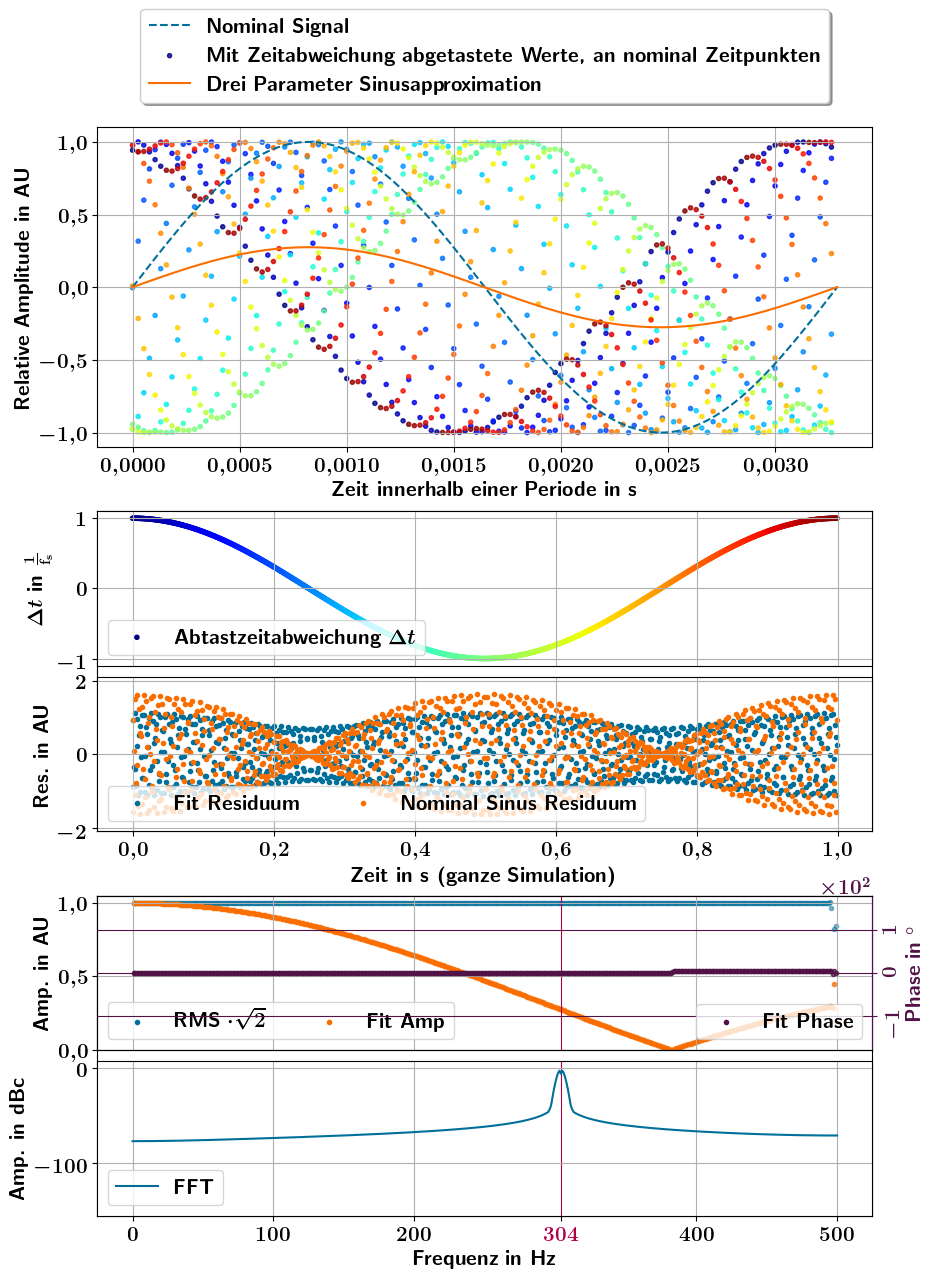 Nominal Signal
Mit Zeitabweichung abgetastete Werte, an nominal Zeitpunkten
Drei Parameter Sinusapproximation
Relative Amplitude in AU
1,0
0,5
0,0
−0,5
−1,0
0,0000 0,0005 0,0010 0,0015 0,0020 0,0025 0,0030
Zeit innerhalb einer Periode in s
Δt in 1/fs
1
0
−1
Abtastzeitabweichung Δt
Res. in AU
2
0
−2
Fit Residuum Nominal Sinus Residuum
0,0 0,2 0,4 0,6 0,8 1,0
Zeit in s (ganze Simulation)
×10²
Amp. in AU
1,0
0,5
0,0
RMS ·√2 Fit Amp
Fit Phase
1
0
−1
Phase in °
Amp. in dBc
0
−100
FFT
0 100 200 304 400 500
Frequenz in Hz